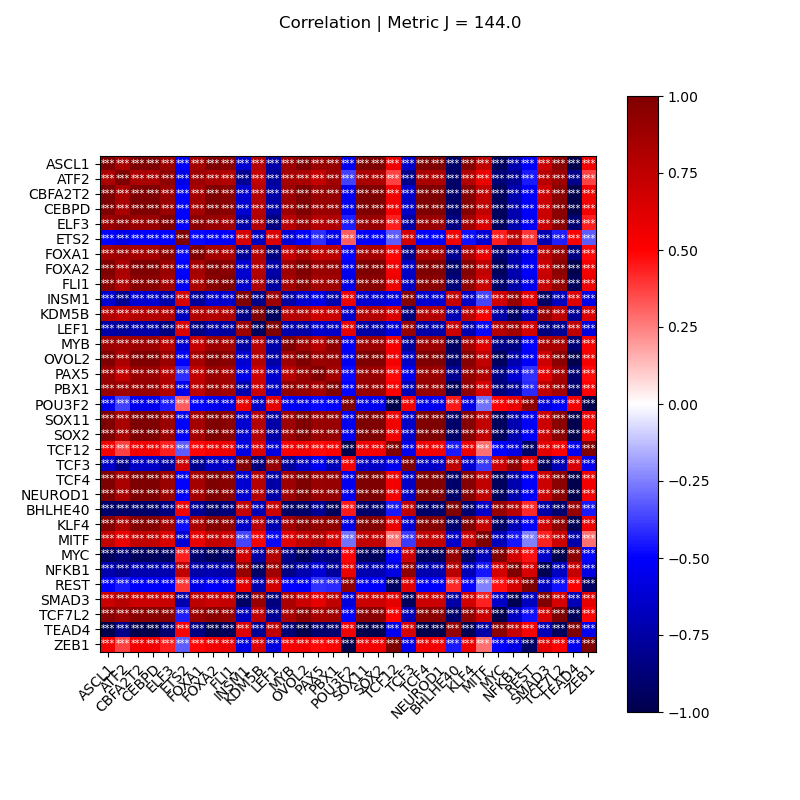 Correlation | Metric J = 144.0
ASCL1
ATF2
CBFA2T2
CEBPD
ELF3
ETS2
FOXA1
FOXA2
FLI1
INSM1
KDM5B
LEF1
MYB
OVOL2
PAX5
PBX1
POU3F2
SOX11
SOX2
TCF12
TCF3
TCF4
NEUROD1
BHLHE40
KLF4
MITF
MYC
NFKB1
REST
SMAD3
TCF7L2
TEAD4
ZEB1
ASCL1
ATF2
CBFA2T2
CEBPD
ELF3
ETS2
FOXA1
FOXA2
FLI1
INSM1
KDM5B
LEF1
MYB
OVOL2
PAX5
PBX1
POU3F2
SOX11
SOX2
TCF12
TCF3
TCF4
NEUROD1
BHLHE40
KLF4
MITF
MYC
NFKB1
REST
SMAD3
TCF7L2
TEAD4
ZEB1
1.00
0.75
0.50
0.25
0.00
−0.25
−0.50
−0.75
−1.00